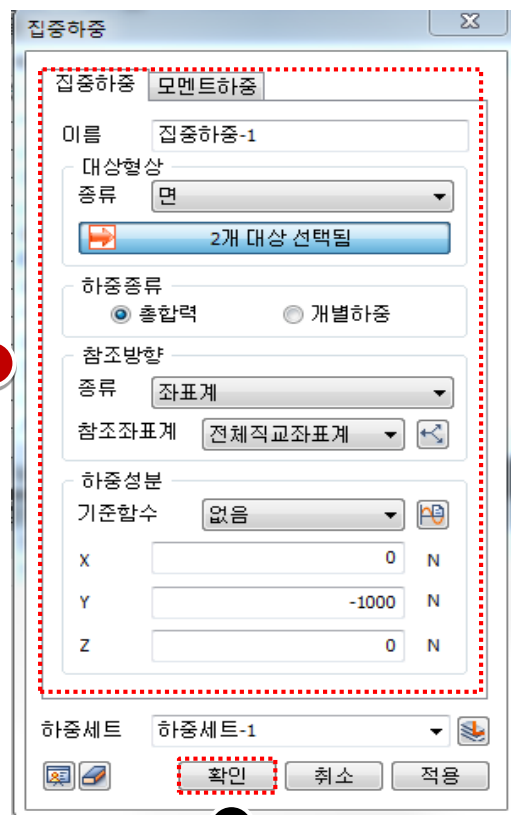 집중하중
집중하중 모멘트하중
이름 집중하중-1
대상형상
종류 면
2개 대상 선택됨
하중종류
총합력 개별하중
참조방향
종류 좌표계
참조좌표계 전체직교좌표계
하중성분
기준함수 없음
X 0 N
Y -1000 N
Z 0 N
하중세트 하중세트-1
확인 취소 적용